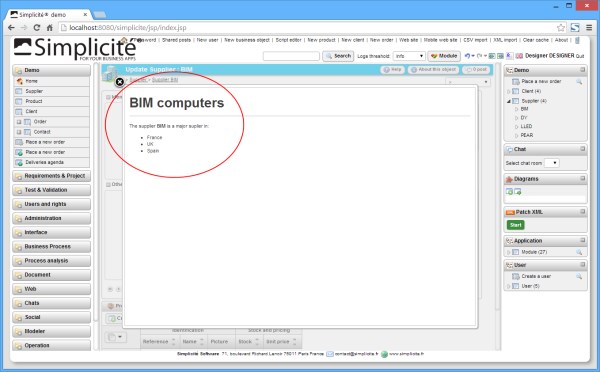 Simplicité® demo
localhost:8080/simplicite/jsp/index.jsp
Simplicité
FOR YOUR BUSINESS APPS
Password | Shared posts | New user | New business object | Script editor | New product | New client | New order | Web site | Mobile web site | CSV import | XML import | Clear cache | About
Search Logs threshold: Info Module Designer DESIGNER Quit
Demo
Home
Supplier
Product
Client
Order
Contact
Place a new order
Deliveries agenda
Requirements & Project
Test & Validation
Users and rights
Administration
Interface
Business Process
Process analysis
Document
Web
Chats
Social
Modeler
Operation
Update Supplier : BIM
Help About this object 0 post
Supplier Supplier BIM
BIM computers
The supplier BIM is a major suplier in:
France
UK
Spain
Identification Stock and pricing
Reference Name Picture Stock Unit price
Demo
Place a new order
Client (4)
Supplier (4)
BIM
DY
LLED
PEAR
Chat
Select chat room
Diagrams
Patch XML
Start
Application
Module (27)
User
Create a user
User (5)
Simplicité Software 71, boulevard Richard Lenoir 75011 Paris France contact@simplicite.fr www.simplicite.fr